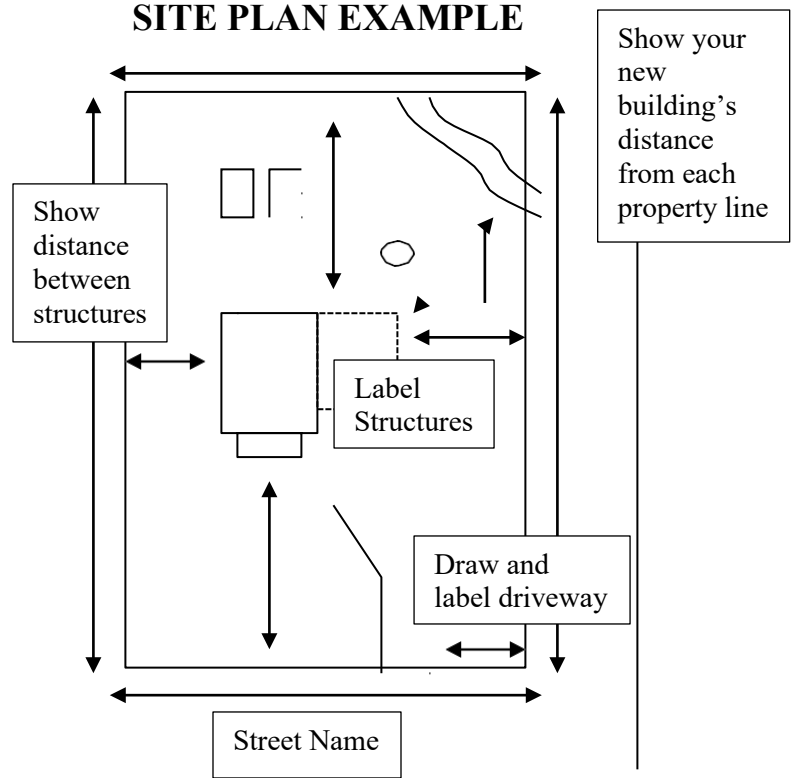 SITE PLAN EXAMPLE
Show your
new
building’s
distance
from each
property line
Show
distance
between
structures
Label
Structures
Draw and
label driveway
Street Name